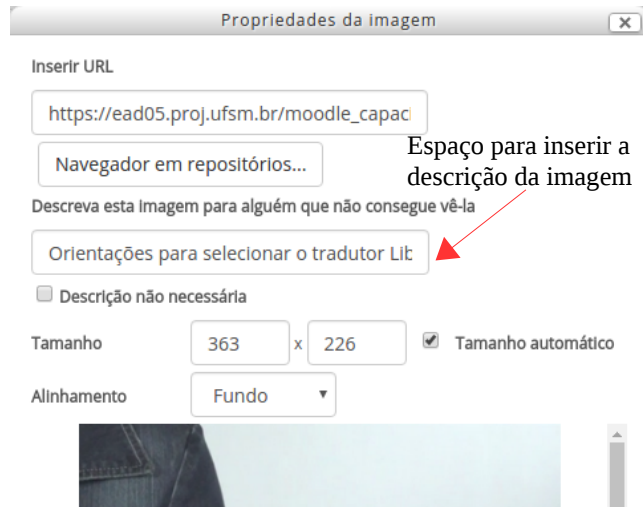 Propriedades da imagem
Inserir URL
https://ead05.proj.ufsm.br/moodle_capaci
Navegador em repositórios...
Espaço para inserir a
descrição da imagem
Descreva esta imagem para alguém que não consegue vê-la
Orientações para selecionar o tradutor Lib
Descrição não necessária
Tamanho 363 x 226 Tamanho automático
Alinhamento Fundo